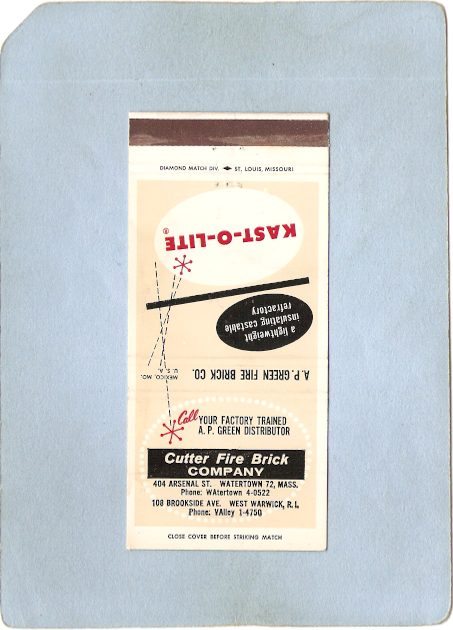 DIAMOND MATCH DIV. ST. LOUIS, MISSOURI
KAST-O-LITE®
a lightweight
insulating castable
refractory
A. P. GREEN FIRE BRICK CO.
MEXICO, MO.
U. S. A.
Call YOUR FACTORY TRAINED
A. P. GREEN DISTRIBUTOR
Cutter Fire Brick
COMPANY
404 ARSENAL ST. WATERTOWN 72, MASS.
Phone: WAtertown 4-0522
108 BROOKSIDE AVE. WEST WARWICK, R.I.
Phone: VAlley 1-4750
CLOSE COVER BEFORE STRIKING MATCH